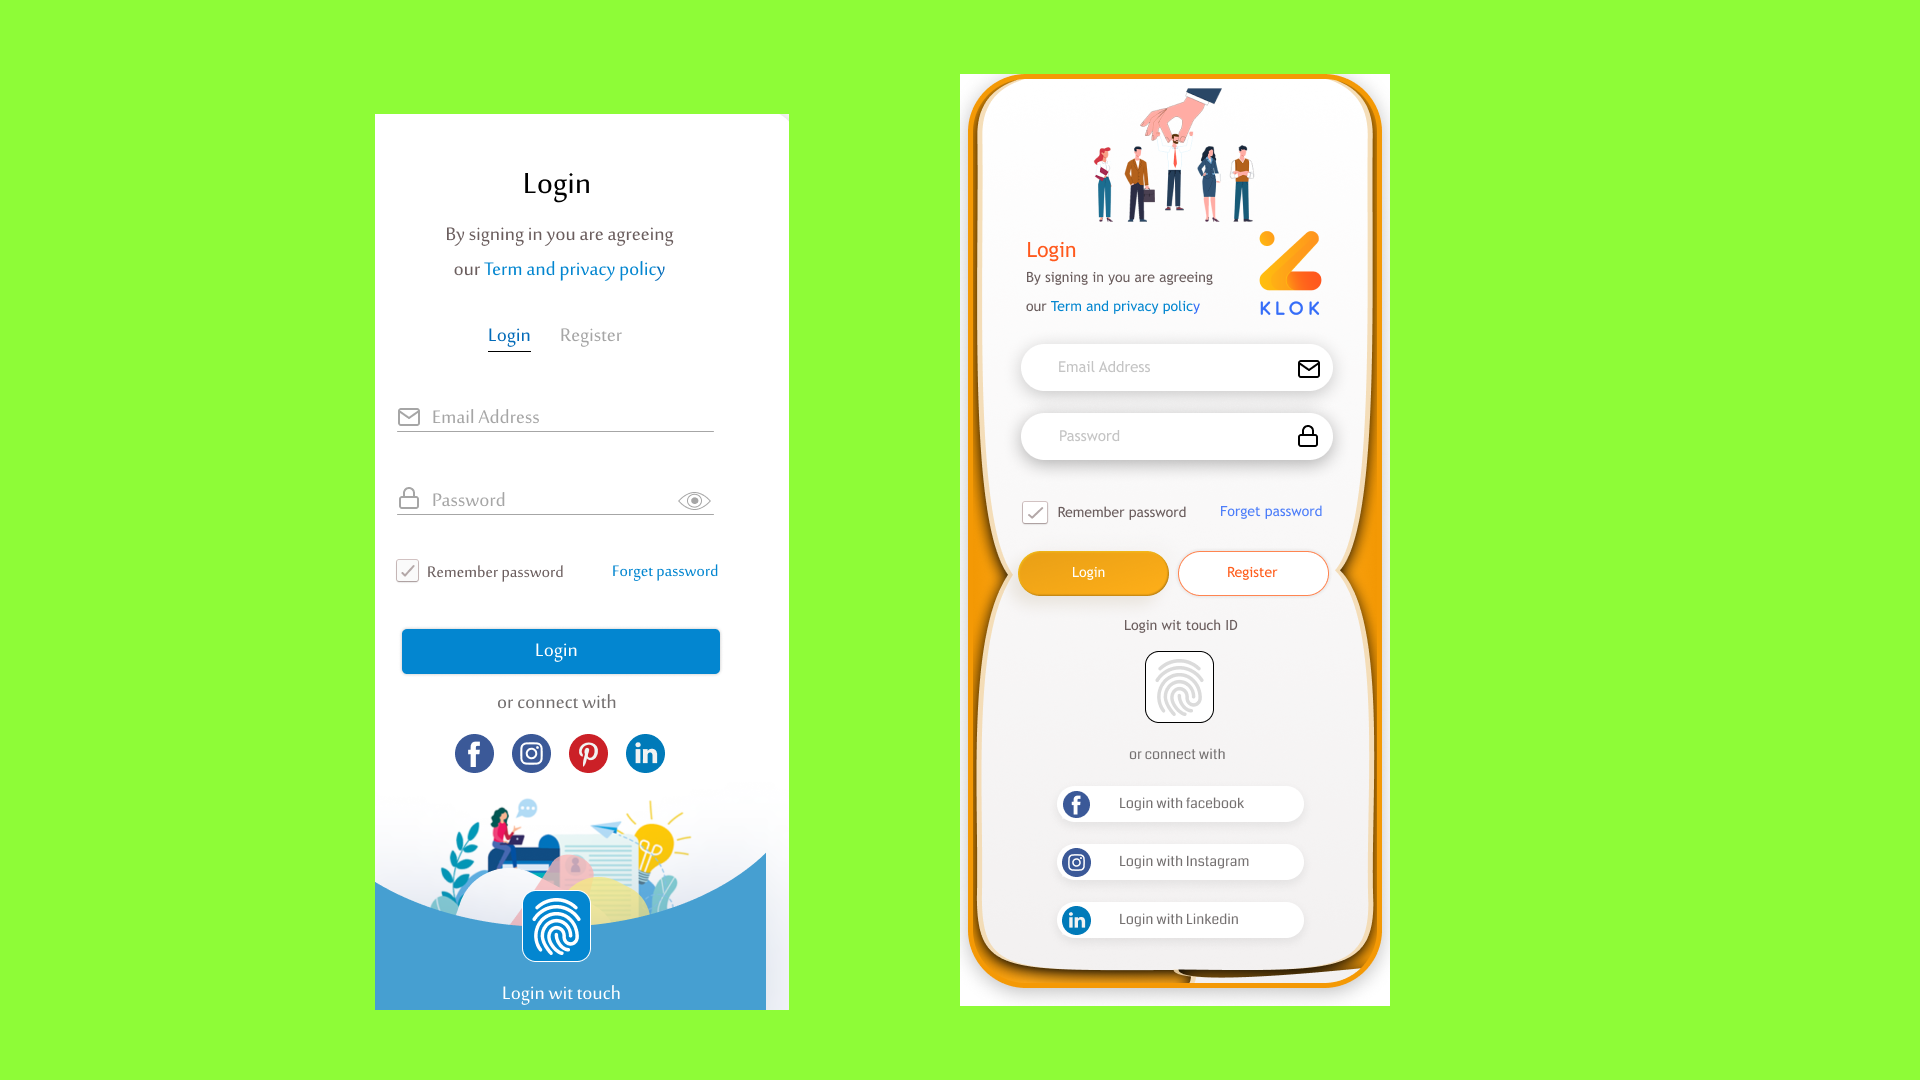 Login
By signing in you are agreeing
our Term and privacy policy
Login Register
Email Address
Password
Remember password Forget password
Login
or connect with
f in
Login wit touch
Login
By signing in you are agreeing
our Term and privacy policy
KLOK
Email Address
Password
Remember password Forget password
Login Register
Login wit touch ID
or connect with
f Login with facebook
Login with Instagram
in Login with Linkedin